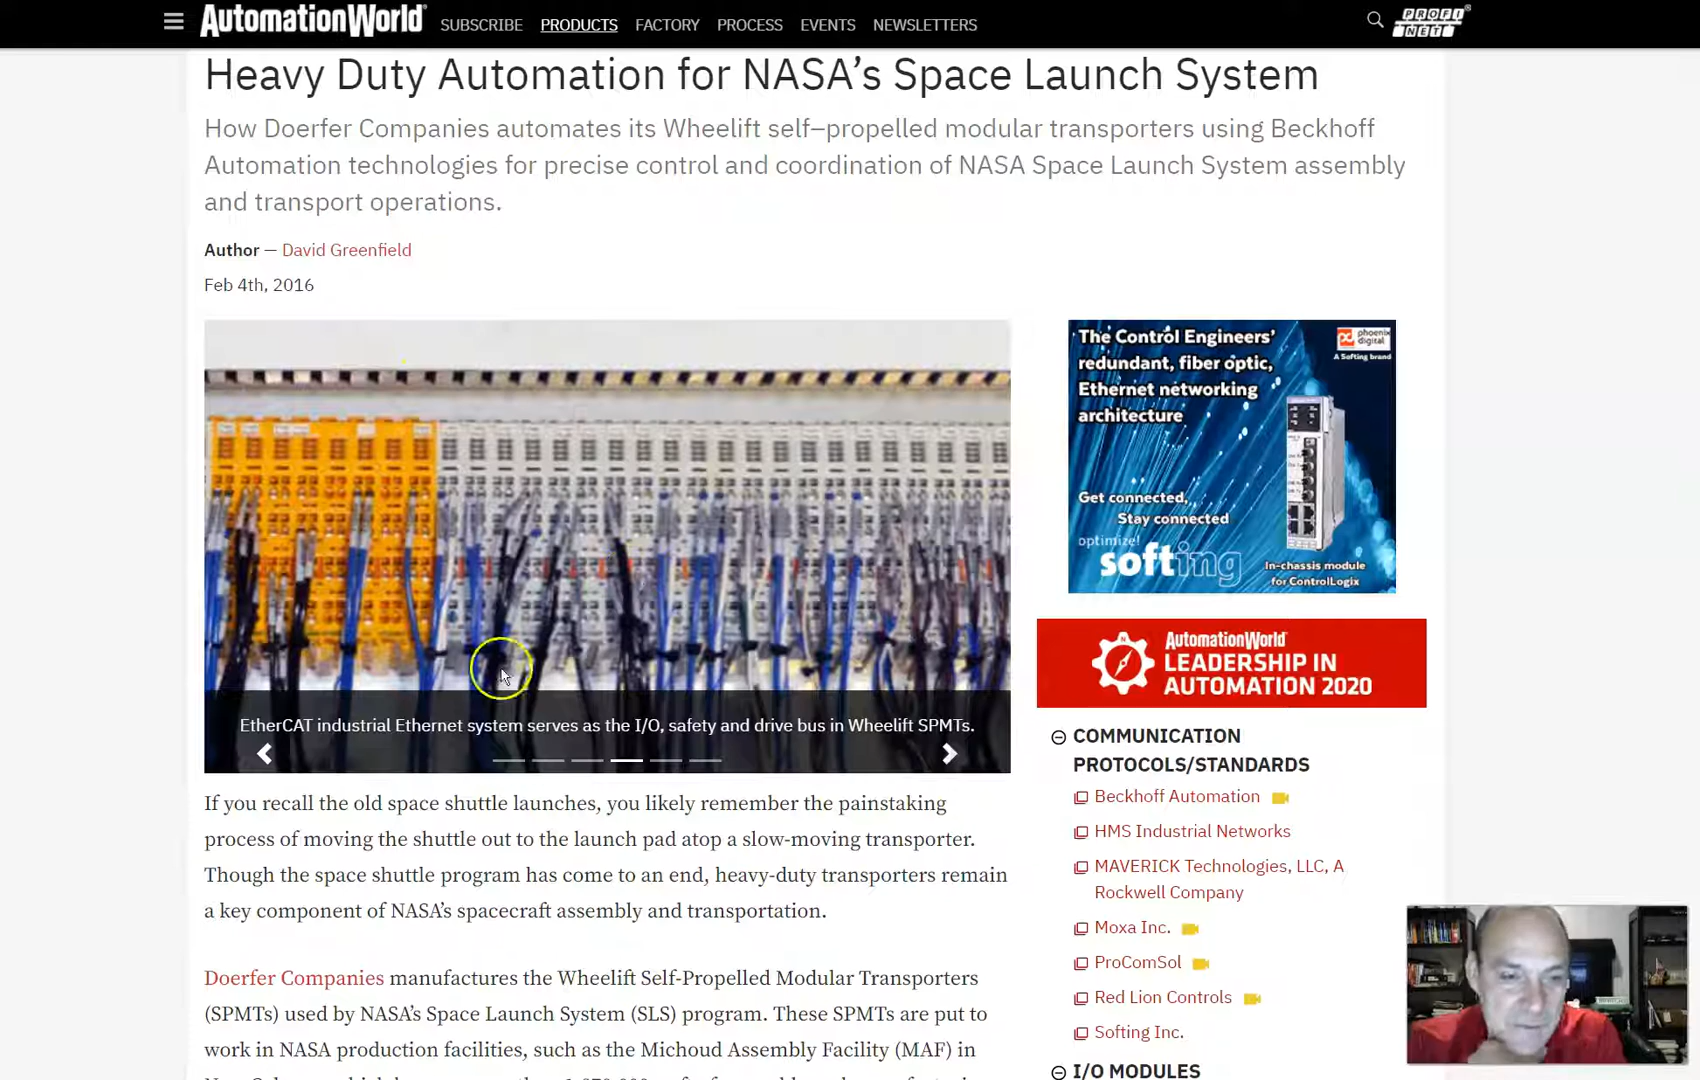 AutomationWorld
SUBSCRIBE PRODUCTS FACTORY PROCESS EVENTS NEWSLETTERS
PROFI
NET
Heavy Duty Automation for NASA's Space Launch System
How Doerfer Companies automates its Wheelift self–propelled modular transporters using Beckhoff
Automation technologies for precise control and coordination of NASA Space Launch System assembly
and transport operations.
Author — David Greenfield
Feb 4th, 2016
EtherCAT industrial Ethernet system serves as the I/O, safety and drive bus in Wheelift SPMTs.
If you recall the old space shuttle launches, you likely remember the painstaking
process of moving the shuttle out to the launch pad atop a slow-moving transporter.
Though the space shuttle program has come to an end, heavy-duty transporters remain
a key component of NASA's spacecraft assembly and transportation.
Doerfer Companies manufactures the Wheelift Self-Propelled Modular Transporters
(SPMTs) used by NASA's Space Launch System (SLS) program. These SPMTs are put to
work in NASA production facilities, such as the Michoud Assembly Facility (MAF) in
The Control Engineers'
redundant, fiber optic,
Ethernet networking
architecture
phoenix
digital
A Softing brand
Get connected,
Stay connected
optimize!
softing
In-chassis module
for ControlLogix
AutomationWorld
LEADERSHIP IN
AUTOMATION 2020
COMMUNICATION
PROTOCOLS/STANDARDS
Beckhoff Automation
HMS Industrial Networks
MAVERICK Technologies, LLC, A
Rockwell Company
Moxa Inc.
ProComSol
Red Lion Controls
Softing Inc.
I/O MODULES